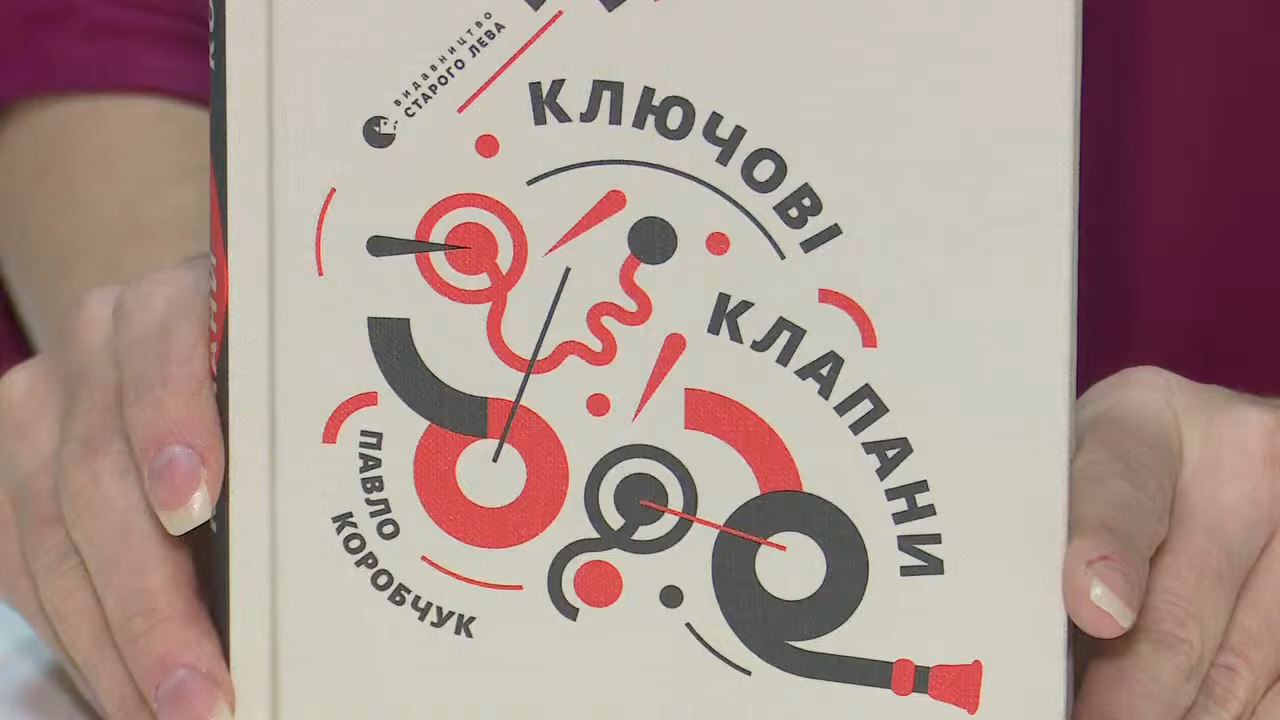 видавництво
СТАРОГО ЛЕВА
КЛЮЧОВІ
КЛАПАНИ
ПАВЛО
КОРОБЧУК